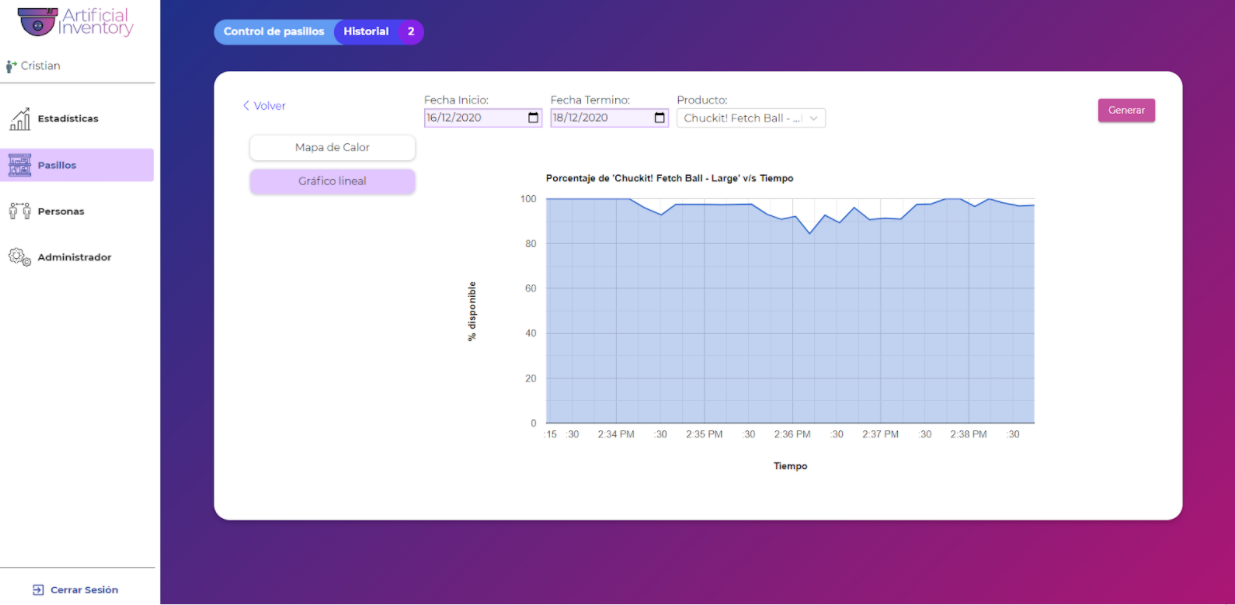 Artificial
Inventory
Cristian
Estadísticas
Pasillos
Personas
Administrador
Cerrar Sesión
Control de pasillos Historial 2
Volver
Mapa de Calor
Gráfico lineal
Fecha Inicio: Fecha Termino: Producto:
16/12/2020 18/12/2020 Chuckit! Fetch Ball - ...
Generar
Porcentaje de 'Chuckit! Fetch Ball - Large' v/s Tiempo
100
80
60
40
20
0
% disponible
:15 :30 2:34 PM :30 2:35 PM :30 2:36 PM :30 2:37 PM :30 2:38 PM :30
Tiempo